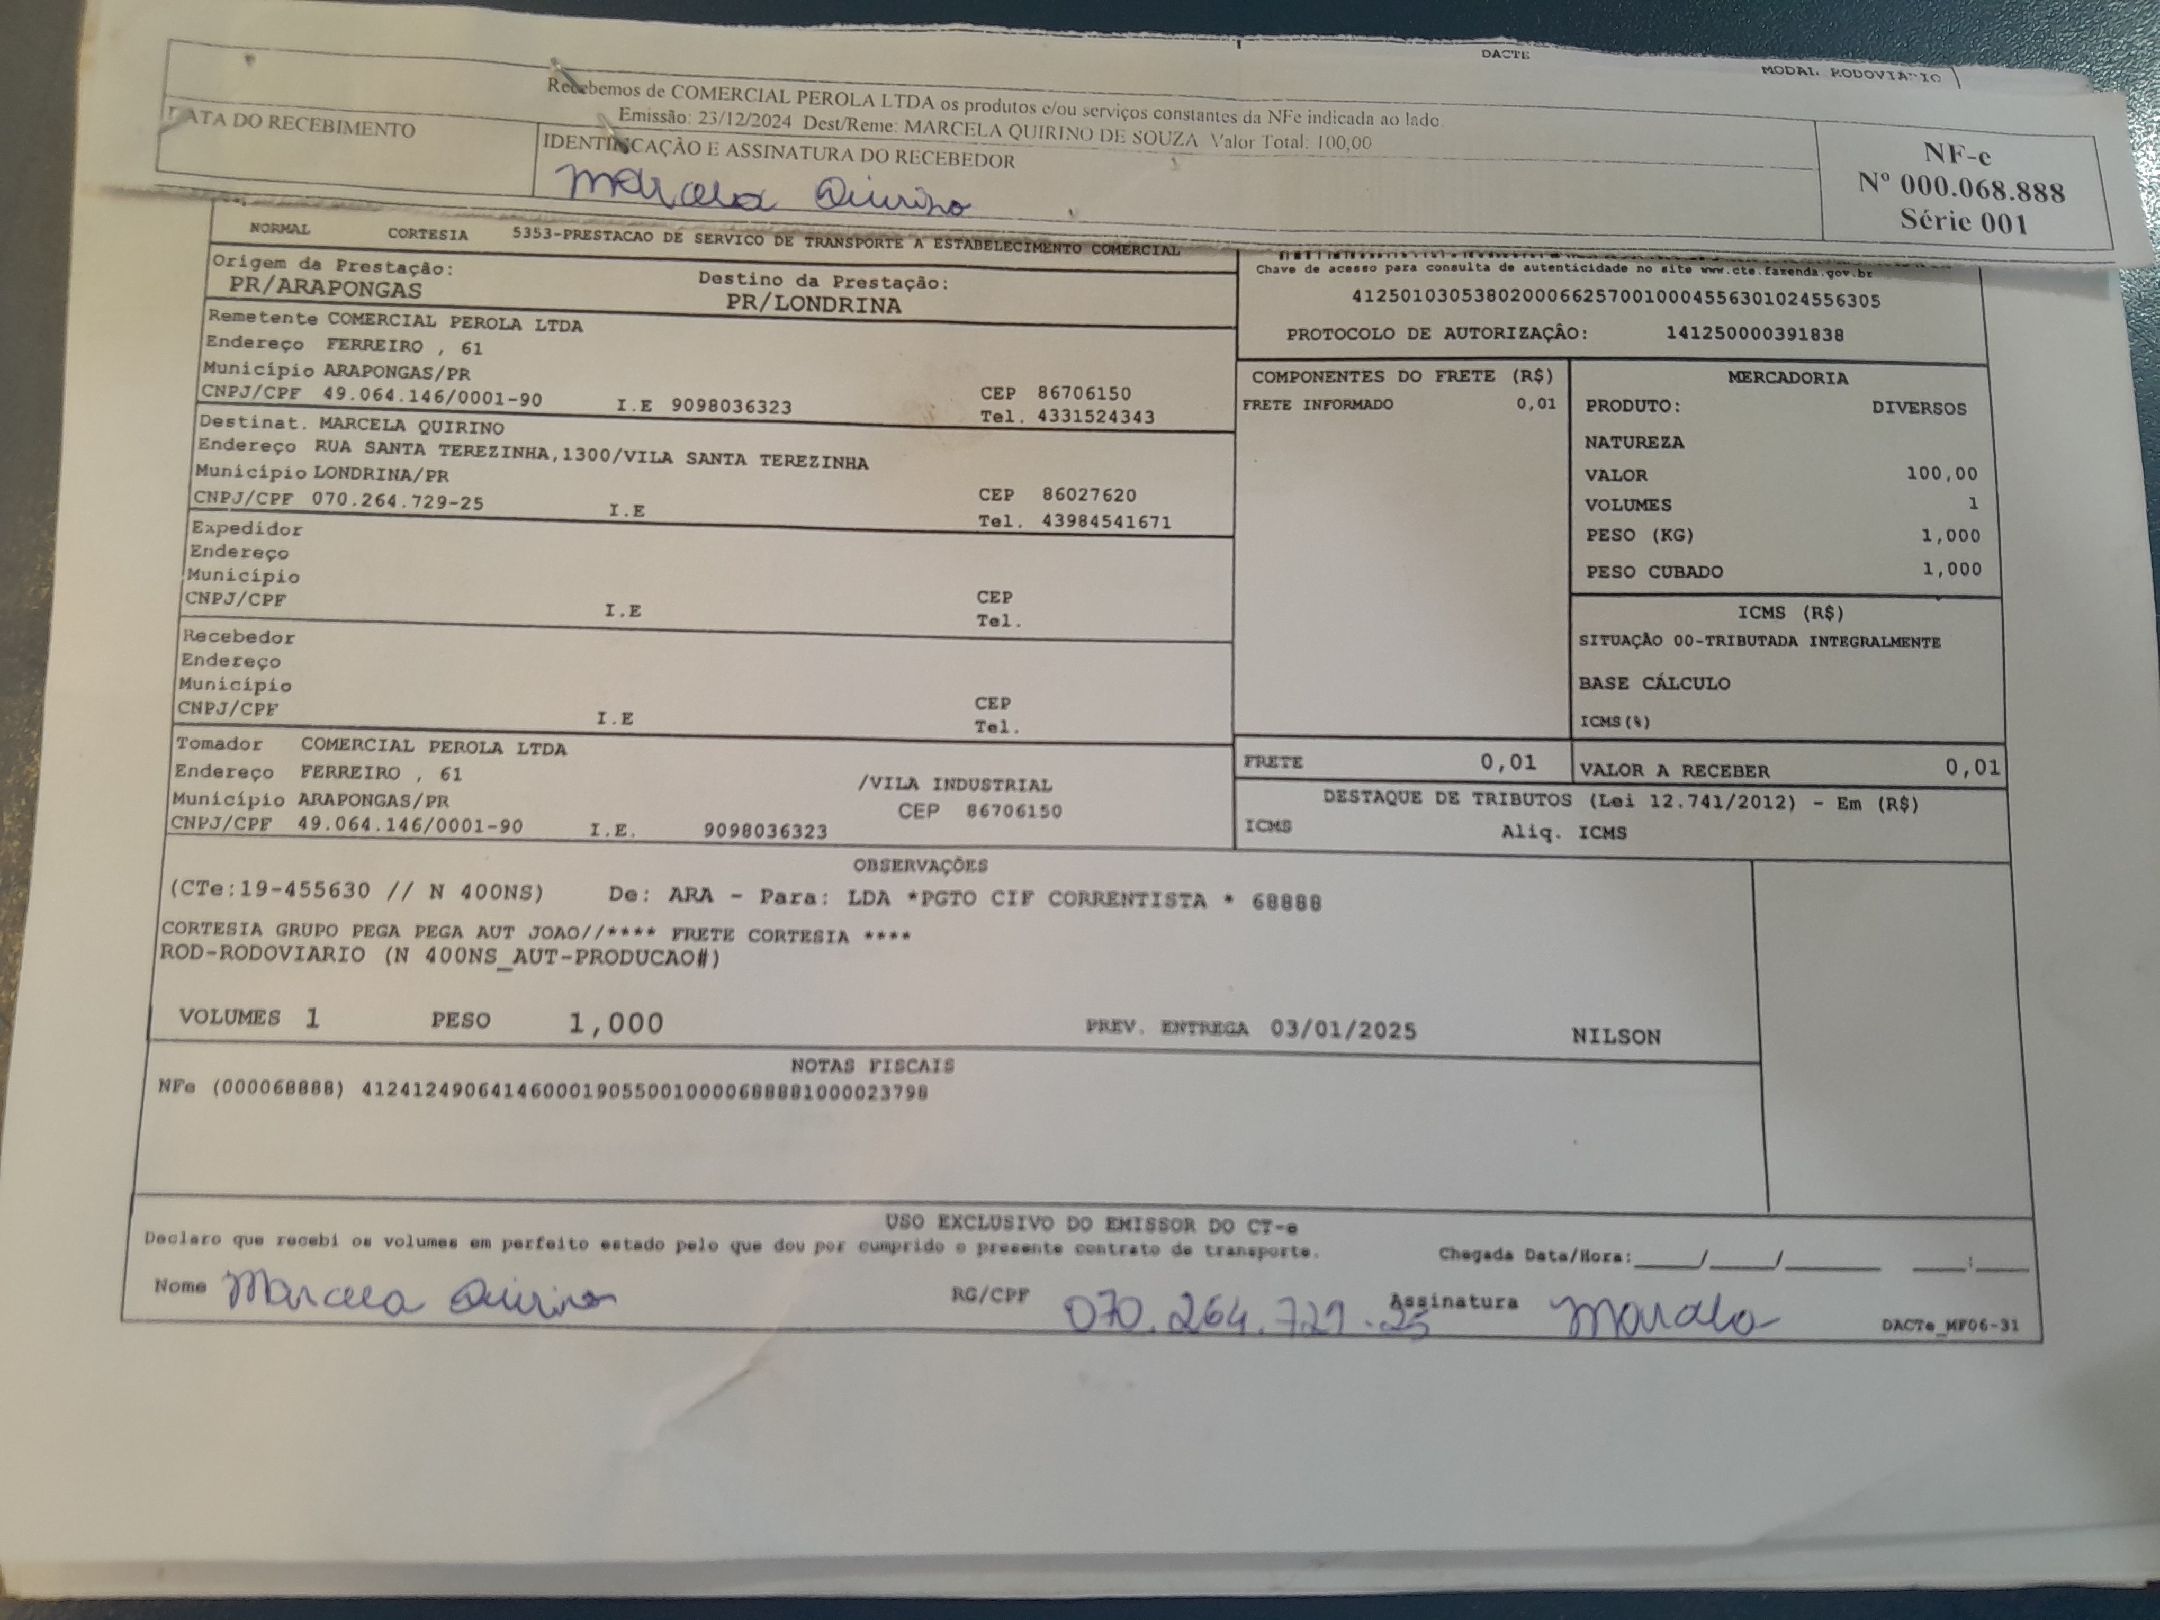 DACTE
MODAL RODOVIARIO
Recebemos de COMERCIAL PEROLA LTDA os produtos e/ou serviços constantes da NFe indicada ao lado.
Emissão: 23/12/2024 Dest/Reme: MARCELA QUIRINO DE SOUZA Valor Total: 100,00
DATA DO RECEBIMENTO
IDENTIFICAÇÃO E ASSINATURA DO RECEBEDOR
Marcela Quirino
NF-e
Nº 000.068.888
Série 001
NORMAL CORTESIA 5353-PRESTACAO DE SERVICO DE TRANSPORTE A ESTABELECIMENTO COMERCIAL
Origem da Prestação: Destino da Prestação:
PR/ARAPONGAS PR/LONDRINA
Remetente COMERCIAL PEROLA LTDA
Endereço FERREIRO , 61
Município ARAPONGAS/PR
CNPJ/CPF 49.064.146/0001-90 I.E 9098036323
CEP 86706150
Tel. 4331524343
Destinat. MARCELA QUIRINO
Endereço RUA SANTA TEREZINHA,1300/VILA SANTA TEREZINHA
Município LONDRINA/PR
CNPJ/CPF 070.264.729-25 I.E
CEP 86027620
Tel. 43984541671
Expedidor
Endereço
Município
CNPJ/CPF I.E
CEP
Tel.
Recebedor
Endereço
Município
CNPJ/CPF I.E
CEP
Tel.
Tomador COMERCIAL PEROLA LTDA
Endereço FERREIRO , 61 /VILA INDUSTRIAL
Município ARAPONGAS/PR CEP 86706150
CNPJ/CPF 49.064.146/0001-90 I.E. 9098036323
Chave de acesso para consulta de autenticidade no site www.cte.fazenda.gov.br
41250103053802000662570010004556301024556305
PROTOCOLO DE AUTORIZAÇÃO: 141250000391838
COMPONENTES DO FRETE (R$)
FRETE INFORMADO 0,01
MERCADORIA
PRODUTO: DIVERSOS
NATUREZA
VALOR 100,00
VOLUMES 1
PESO (KG) 1,000
PESO CUBADO 1,000
ICMS (R$)
SITUAÇÃO 00-TRIBUTADA INTEGRALMENTE
BASE CÁLCULO
ICMS(%)
FRETE 0,01
VALOR A RECEBER 0,01
DESTAQUE DE TRIBUTOS (Lei 12.741/2012) - Em (R$)
ICMS Aliq. ICMS
OBSERVAÇÕES
(CTe:19-455630 // N 400NS) De: ARA - Para: LDA *PGTO CIF CORRENTISTA * 68888
CORTESIA GRUPO PEGA PEGA AUT JOAO//**** FRETE CORTESIA ****
ROD-RODOVIARIO (N 400NS_AUT-PRODUCAO#)
VOLUMES 1 PESO 1,000 PREV. ENTREGA 03/01/2025 NILSON
NOTAS FISCAIS
NFe (000068888) 41241249064146000190550010000688881000023798
USO EXCLUSIVO DO EMISSOR DO CT-e
Declaro que recebi os volumes em perfeito estado pelo que dou por cumprido o presente contrato de transporte.
Chegada Data/Hora:____/____/______ ___:___
Nome Marcela Quirino RG/CPF 070.264.729-25 Assinatura Marcela
DACTe_MF06-31